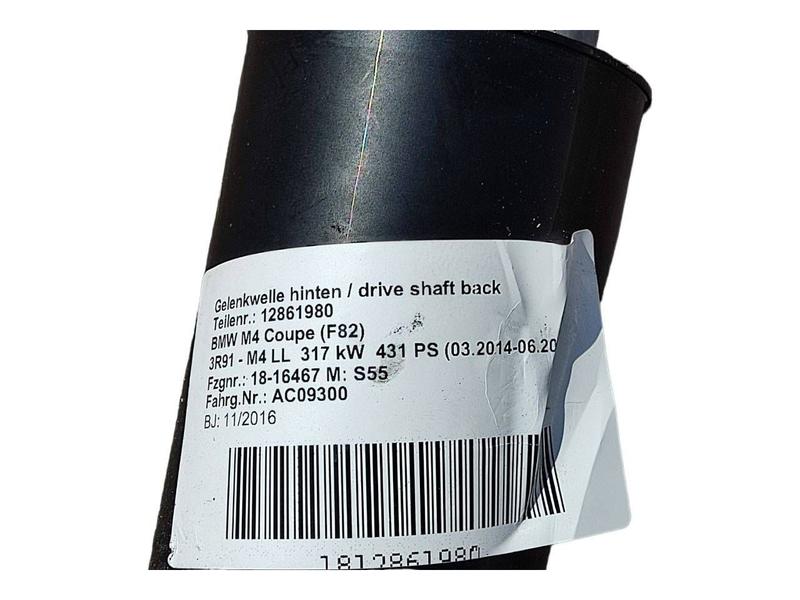 Gelenkwelle hinten / drive shaft back
Teilenr.: 12861980
BMW M4 Coupe (F82)
3R91 - M4 LL 317 kW 431 PS (03.2014-06.20
Fzgnr.: 18-16467 M: S55
Fahrg.Nr.: AC09300
BJ: 11/2016
1812861980